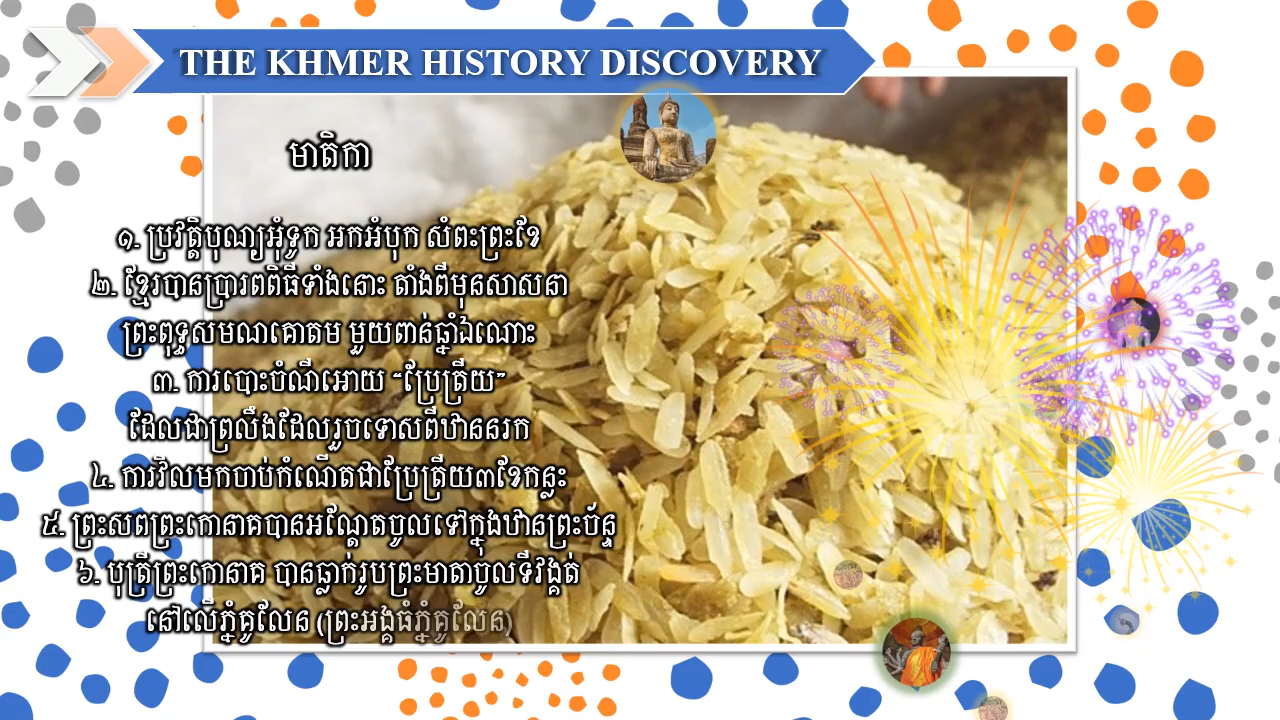 THE KHMER HISTORY DISCOVERY
មាតិកា
១. ប្រវត្តិបុណ្យអុំទូក អកអំបុក សំពះព្រះខែ
២. ខ្មែរបានប្រារពពិធីទាំងនោះ តាំងពីមុនសាសនា
ព្រះពុទ្ធសមណគោតម មួយពាន់ឆ្នាំឯណោះ
៣. ការបោះចំណីអោយ “ប្រែត្រីយ”
ដែលជាព្រលឹងដែលរួចទោសពីឋាននរក
៤. ការវិលមកចាប់កំណើតជាប្រែត្រីយ៣ខែកន្លះ
៥. ព្រះសពព្រះកោនាគបានអណ្ដែតចូលទៅក្នុងឋានព្រះច័ន្ទ
៦. បុត្រីព្រះកោនាគ បានធ្លាក់រូបព្រះមាតាចូលទីវង្គត់
នៅលើភ្នំគូលែន (ព្រះអង្គធំភ្នំគូលែន)